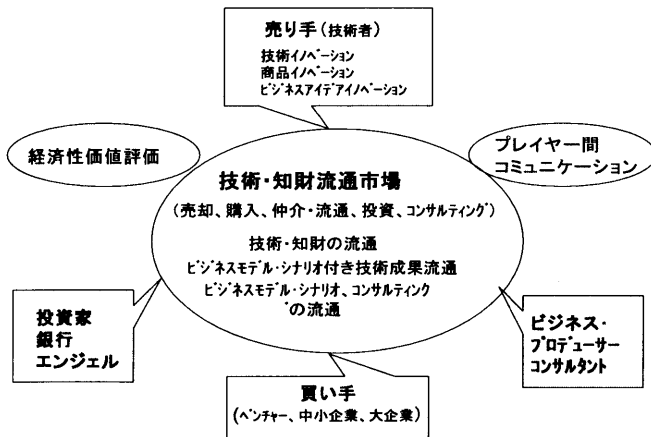 売り手(技術者)
技術イノベーション
商品イノベーション
ビジネスアイデアイノベーション
経済性価値評価
プレイヤー間
コミュニケーション
技術・知財流通市場
(売却、購入、仲介・流通、投資、コンサルティング)
技術・知財の流通
ビジネスモデル・シナリオ付き技術成果流通
ビジネスモデル・シナリオ、コンサルティング
の流通
投資家
銀行
エンジェル
ビジネス・
プロデューサー
コンサルタント
買い手
(ベンチャー、中小企業、大企業)